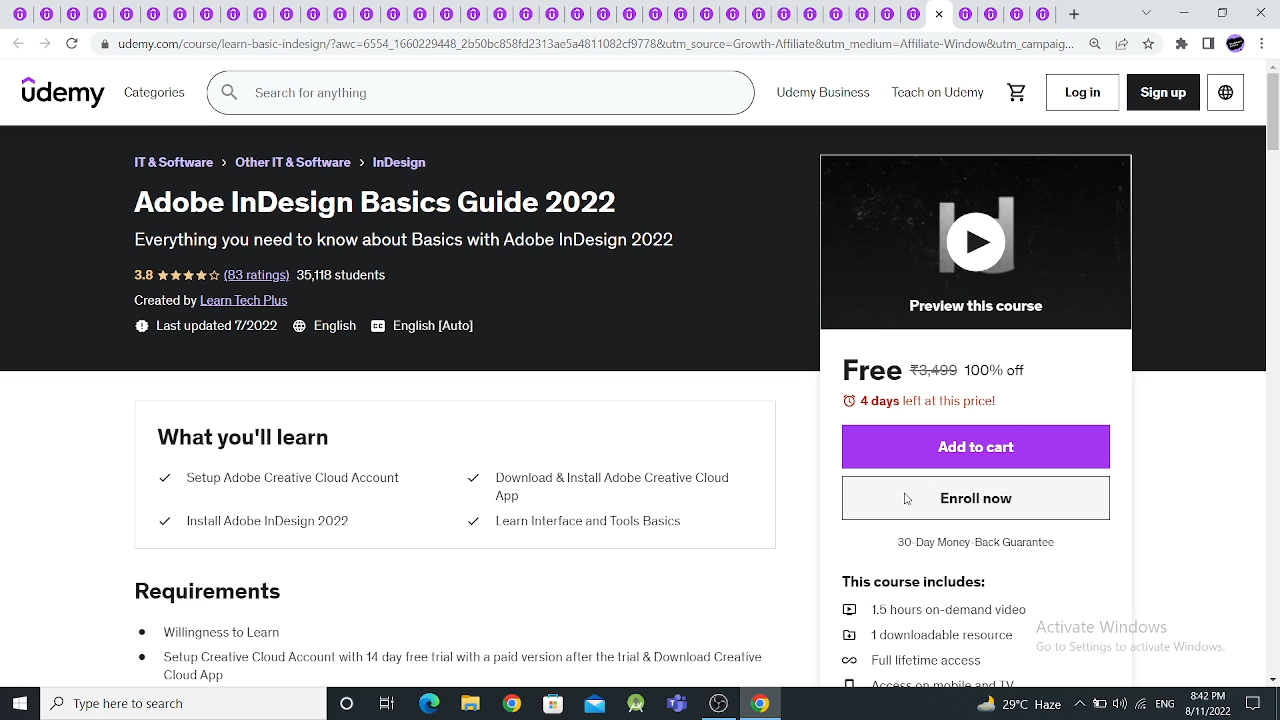 udemy.com/course/learn-basic-indesign/?awc=6554_1660229448_2b50bc858fd2313ae5a4811082cf9778&utm_source=Growth-Affiliate&utm_medium=Affiliate-Window&utm_campaig...
udemy
Categories
Search for anything
Udemy Business
Teach on Udemy
Log in
Sign up
IT & Software > Other IT & Software > InDesign
Adobe InDesign Basics Guide 2022
Everything you need to know about Basics with Adobe InDesign 2022
3.8 (83 ratings) 35,118 students
Created by Learn Tech Plus
Last updated 7/2022 English English [Auto]
Preview this course
Free ₹3,499 100% off
4 days left at this price!
Add to cart
Enroll now
30-Day Money-Back Guarantee
This course includes:
1.5 hours on-demand video
1 downloadable resource
Full lifetime access
Access on mobile and TV
What you'll learn
Setup Adobe Creative Cloud Account
Download & Install Adobe Creative Cloud
App
Install Adobe InDesign 2022
Learn Interface and Tools Basics
Requirements
Willingness to Learn
Setup Creative Cloud Account with 14 day free trial with a paid version after the trial & Download Creative
Cloud App
Activate Windows
Go to Settings to activate Windows.
Type here to search
29°C Haze
ENG
8:42 PM
8/11/2022